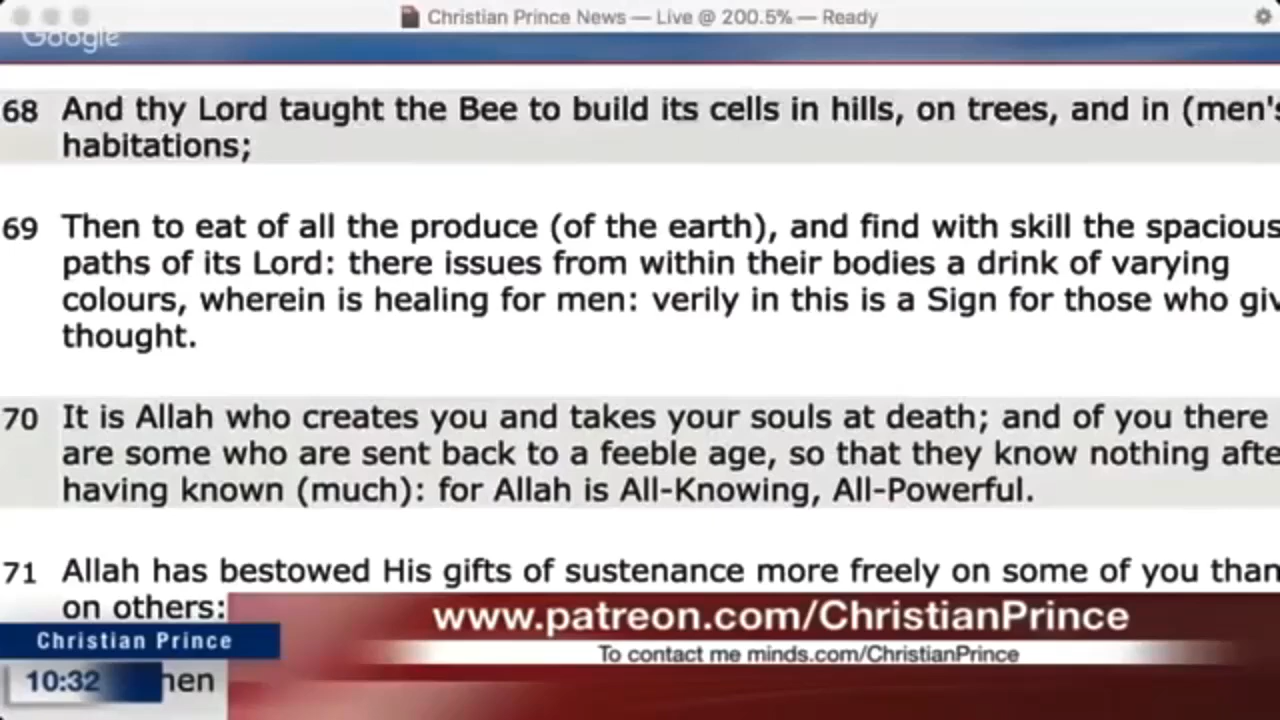 Christian Prince News — Live @ 200.5% — Ready
Google
68 And thy Lord taught the Bee to build its cells in hills, on trees, and in (men's
habitations;
69 Then to eat of all the produce (of the earth), and find with skill the spacious
paths of its Lord: there issues from within their bodies a drink of varying
colours, wherein is healing for men: verily in this is a Sign for those who giv
thought.
70 It is Allah who creates you and takes your souls at death; and of you there
are some who are sent back to a feeble age, so that they know nothing afte
having known (much): for Allah is All-Knowing, All-Powerful.
71 Allah has bestowed His gifts of sustenance more freely on some of you than
on others:
www.patreon.com/ChristianPrince
Christian Prince
To contact me minds.com/ChristianPrince
10:32